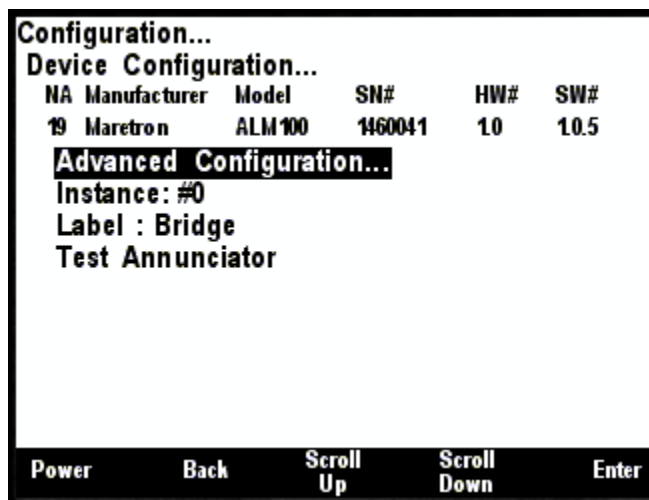 Configuration...
Device Configuration...
NA Manufacturer Model SN# HW# SW#
19 Maretron ALM100 1460041 1.0 1.0.5
Advanced Configuration...
Instance: #0
Label : Bridge
Test Annunciator
Power Back Scroll Up Scroll Down Enter